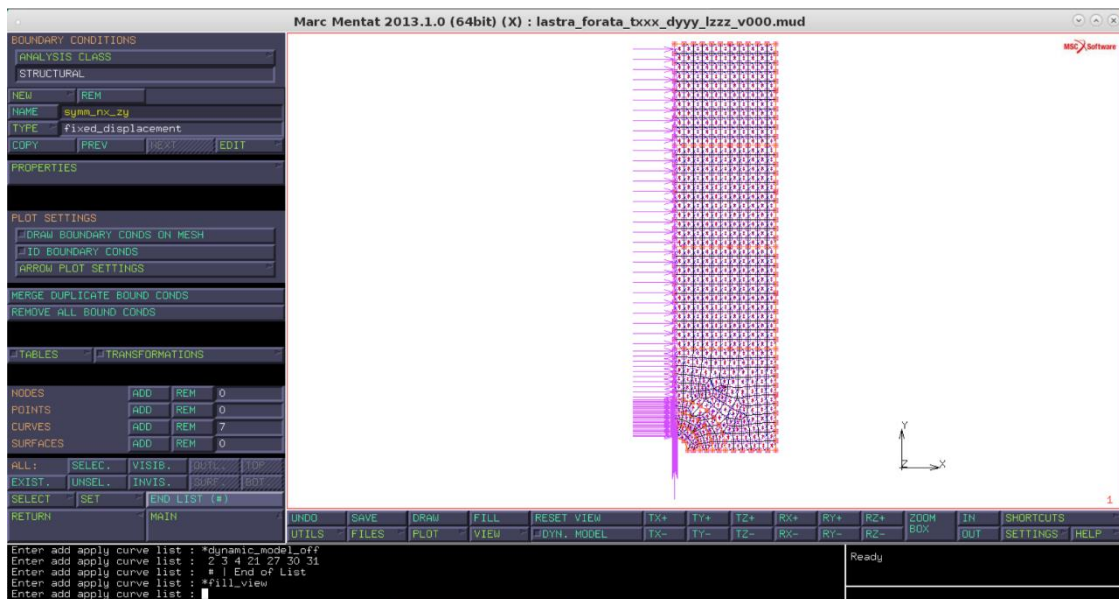 Marc Mentat 2013.1.0 (64bit) (X) : lastra_forata_txxx_dyyy_lzzz_v000.mud
BOUNDARY CONDITIONS
ANALYSIS CLASS
STRUCTURAL
NEW REM
NAME symm_nx_zy
TYPE fixed_displacement
COPY PREV NEXT EDIT
PROPERTIES
PLOT SETTINGS
DRAW BOUNDARY CONDS ON MESH
ID BOUNDARY CONDS
ARROW PLOT SETTINGS
MERGE DUPLICATE BOUND CONDS
REMOVE ALL BOUND CONDS
TABLES TRANSFORMATIONS
NODES ADD REM 0
POINTS ADD REM 0
CURVES ADD REM 7
SURFACES ADD REM 0
ALL: SELEC. VISIB. OUTL. TOP
EXIST. UNSEL. INVIS. SURF. BOT.
SELECT SET END LIST (#)
RETURN MAIN
MSC Software
Y
Z X
1
UNDO SAVE DRAW FILL RESET VIEW TX+ TY+ TZ+ RX+ RY+ RZ+ ZOOM BOX IN SHORTCUTS
UTILS FILES PLOT VIEW DYN. MODEL TX- TY- TZ- RX- RY- RZ- OUT SETTINGS HELP
Enter add apply curve list : *dynamic_model_off
Enter add apply curve list : 2 3 4 21 27 30 31
Enter add apply curve list : # | End of List
Enter add apply curve list : *fill_view
Enter add apply curve list :
Ready